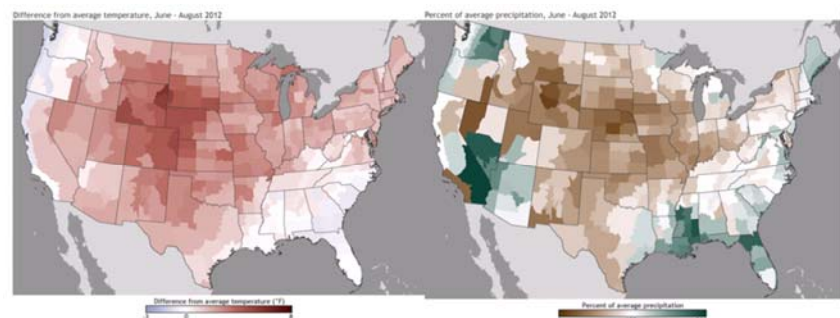 Difference from average temperature, June - August 2012
Percent of average precipitation, June - August 2012
Difference from average temperature (°F)
0
Percent of average precipitation